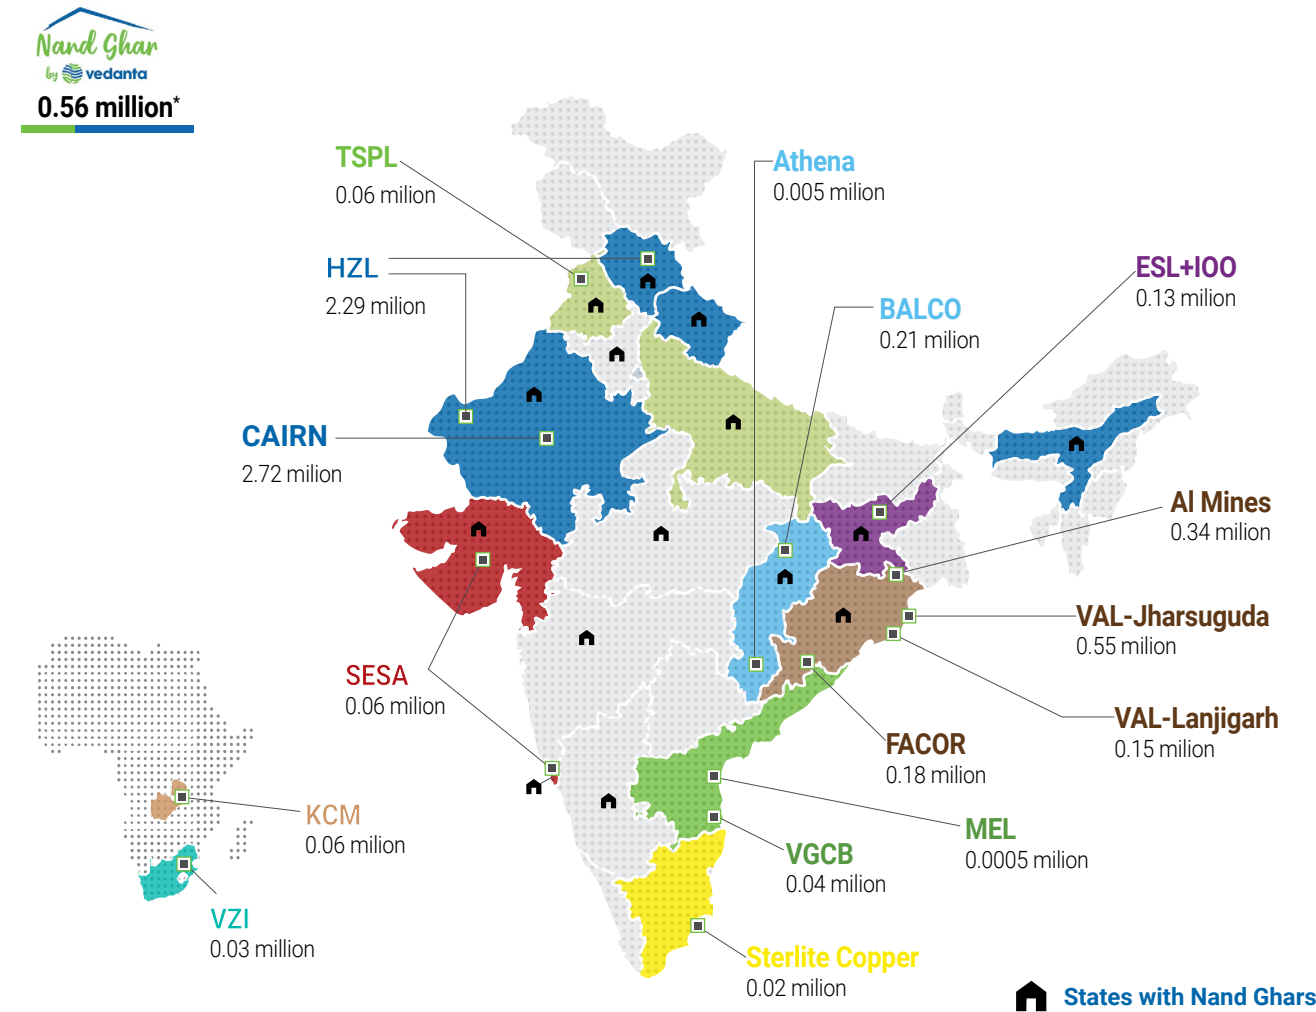 Nand Ghar
by vedanta
0.56 million*
TSPL
0.06 milion
Athena
0.005 milion
HZL
2.29 milion
ESL+IOO
0.13 milion
BALCO
0.21 milion
CAIRN
2.72 milion
Al Mines
0.34 milion
VAL-Jharsuguda
0.55 milion
SESA
0.06 milion
VAL-Lanjigarh
0.15 milion
FACOR
0.18 milion
KCM
0.06 milion
MEL
0.0005 milion
VGCB
0.04 milion
VZI
0.03 million
Sterlite Copper
0.02 milion
States with Nand Ghars